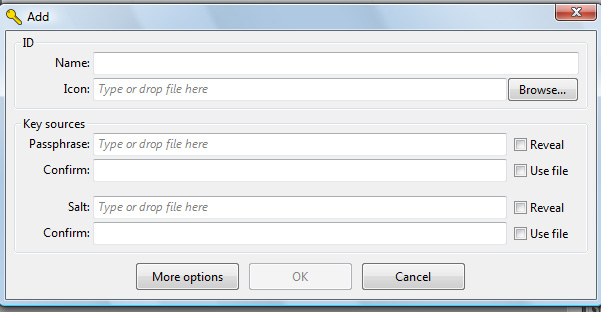 Add
ID
Name:
Icon: Type or drop file here Browse...
Key sources
Passphrase: Type or drop file here Reveal
Confirm: Use file
Salt: Type or drop file here Reveal
Confirm: Use file
More options OK Cancel